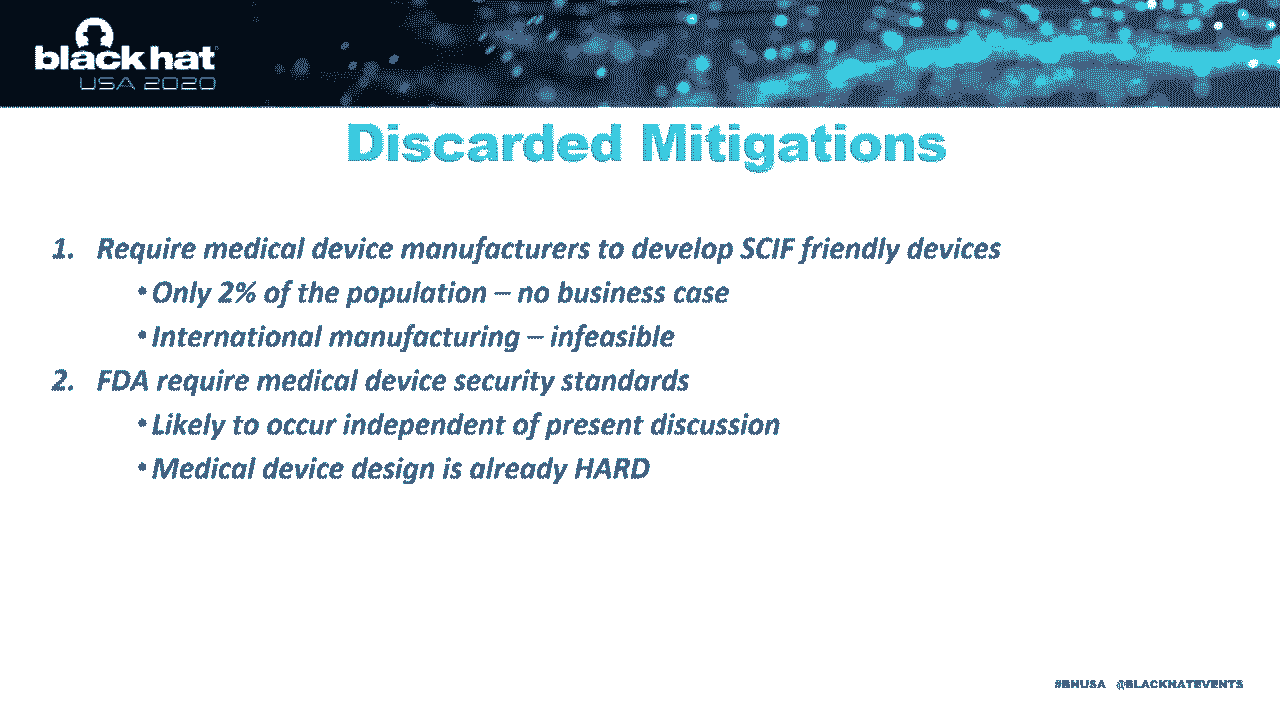 black hat
USA 2020
Discarded Mitigations
1. Require medical device manufacturers to develop SCIF friendly devices
• Only 2% of the population – no business case
• International manufacturing – infeasible
2. FDA require medical device security standards
• Likely to occur independent of present discussion
• Medical device design is already HARD
#BHUSA @BLACKHATEVENTS